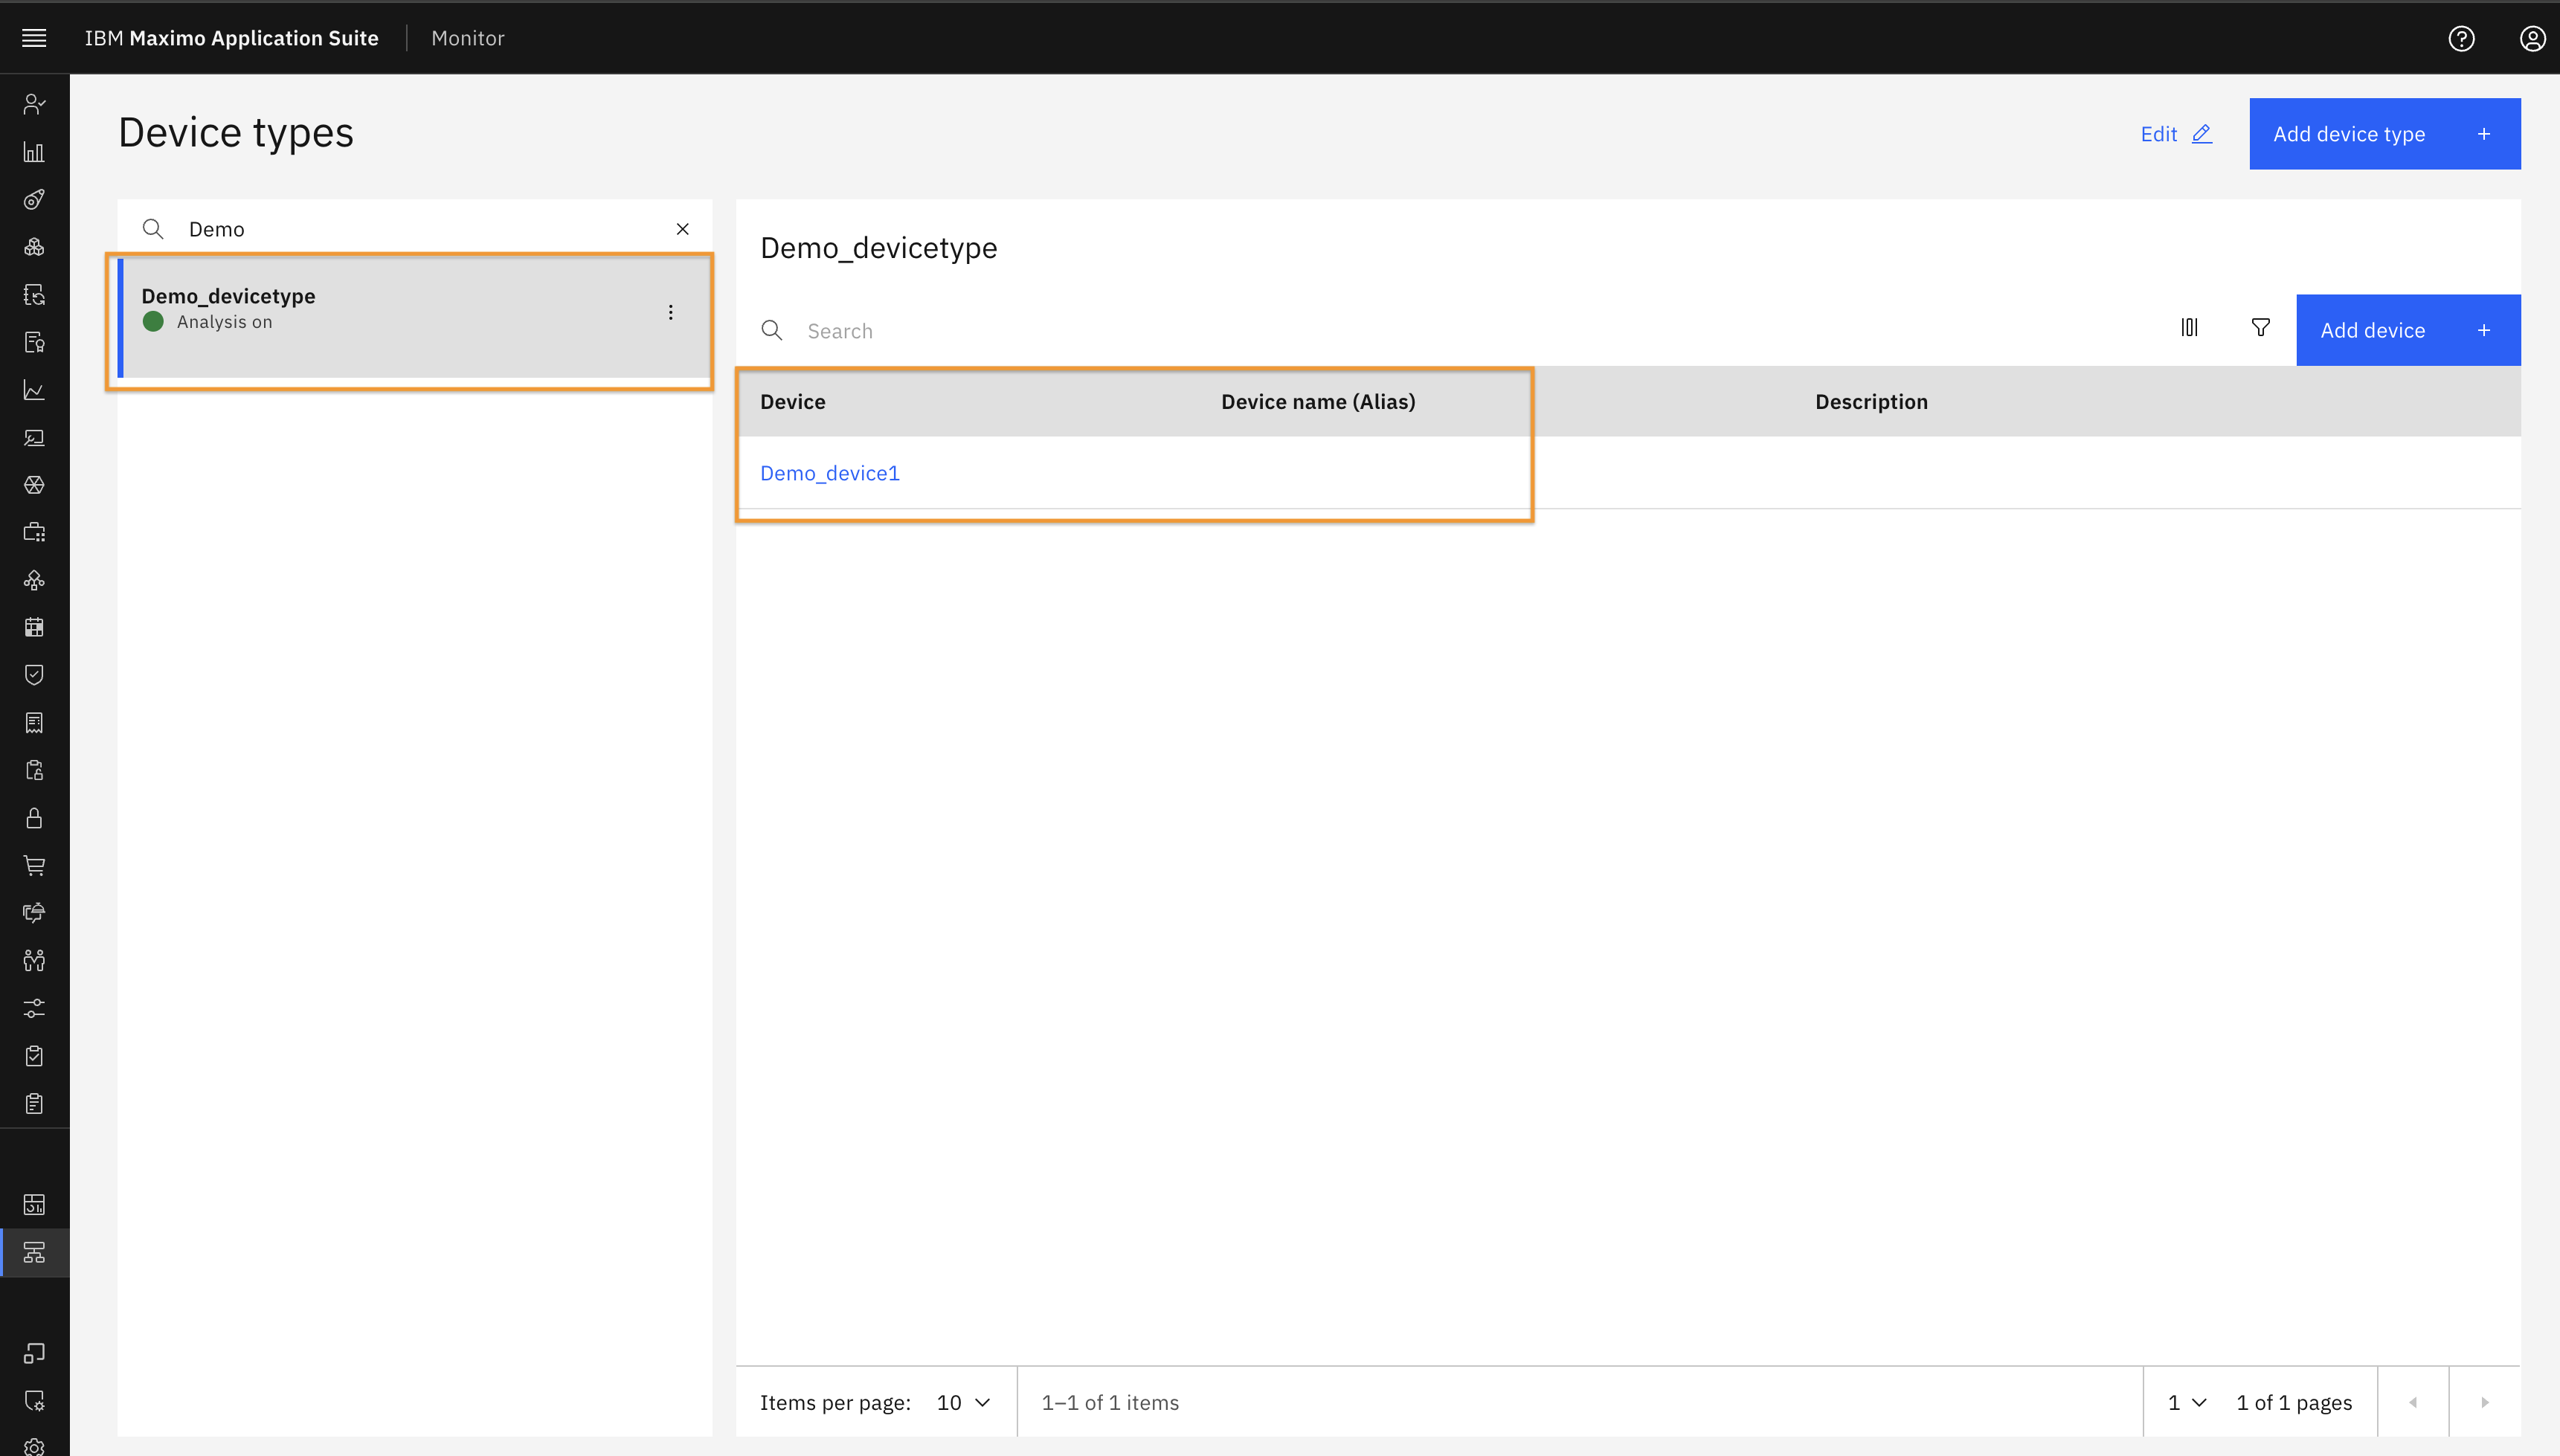 IBM Maximo Application Suite Monitor
Device types
Edit
Add device type +
Demo
Demo_devicetype
Analysis on
Demo_devicetype
Search
Add device +
Device Device name (Alias) Description
Demo_device1
Items per page: 10 1–1 of 1 items 1 1 of 1 pages